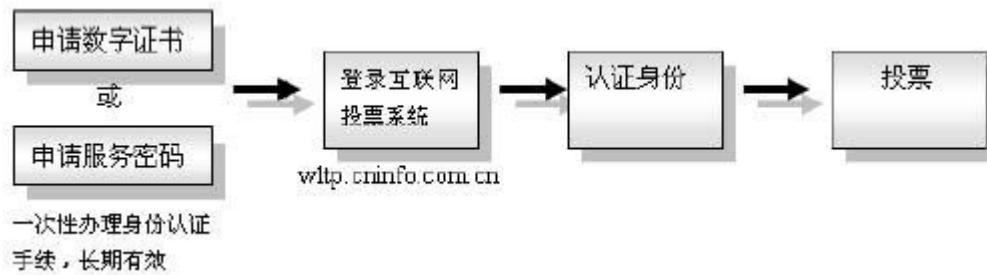 申请数字证书
或
申请服务密码
一次性办理身份认证
手续，长期有效
登录互联网
投票系统
wltp.cninfo.com.cn
认证身份
投票